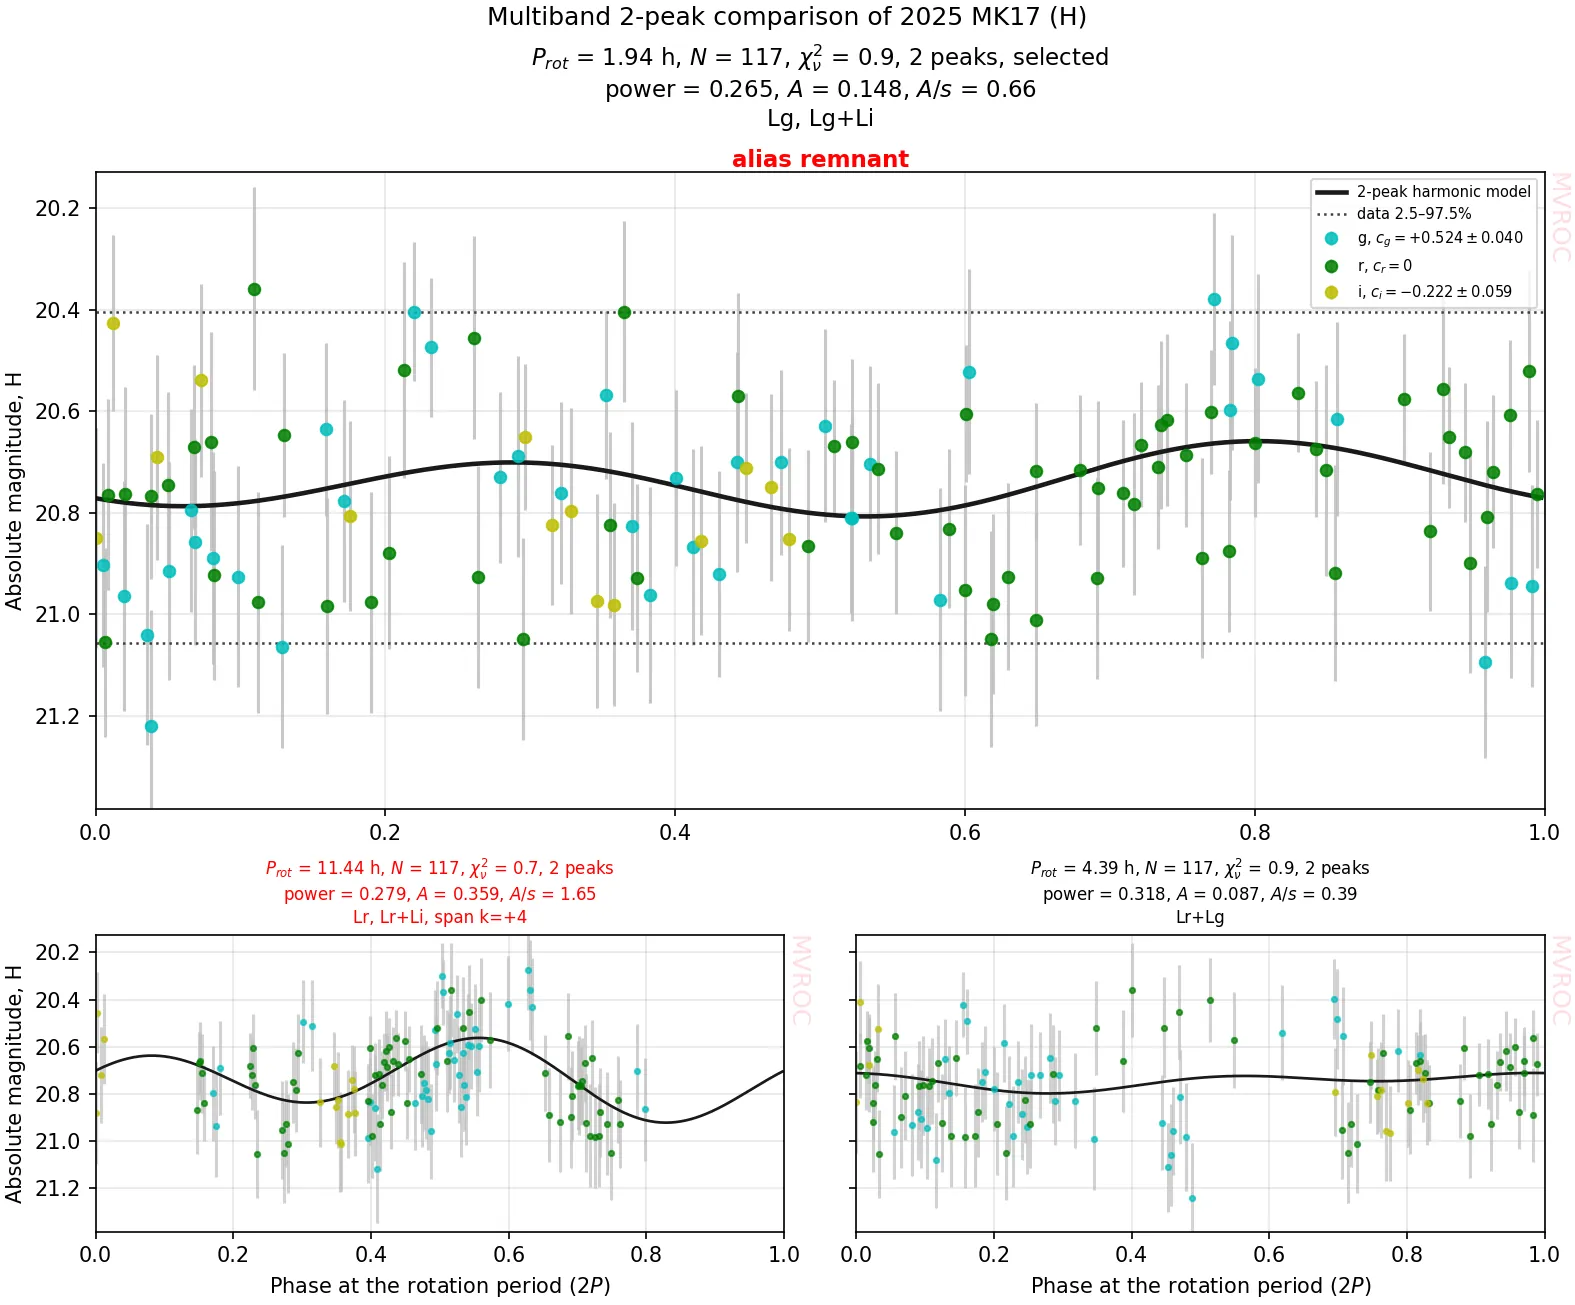 Multiband 2-peak comparison of 2025 MK17 (H)
P_rot = 1.94 h, N = 117, χ²_ν = 0.9, 2 peaks, selected
power = 0.265, A = 0.148, A/s = 0.66
Lg, Lg+Li
alias remnant
2-peak harmonic model
data 2.5–97.5%
g, c_g = +0.524 ± 0.040
r, c_r = 0
i, c_i = −0.222 ± 0.059
MVROC
Absolute magnitude, H
20.2
20.4
20.6
20.8
21.0
21.2
0.0 0.2 0.4 0.6 0.8 1.0
P_rot = 11.44 h, N = 117, χ²_ν = 0.7, 2 peaks
power = 0.279, A = 0.359, A/s = 1.65
Lr, Lr+Li, span k=+4
MVROC
Absolute magnitude, H
20.2
20.4
20.6
20.8
21.0
21.2
0.0 0.2 0.4 0.6 0.8 1.0
Phase at the rotation period (2P)
P_rot = 4.39 h, N = 117, χ²_ν = 0.9, 2 peaks
power = 0.318, A = 0.087, A/s = 0.39
Lr+Lg
MVROC
0.0 0.2 0.4 0.6 0.8 1.0
Phase at the rotation period (2P)